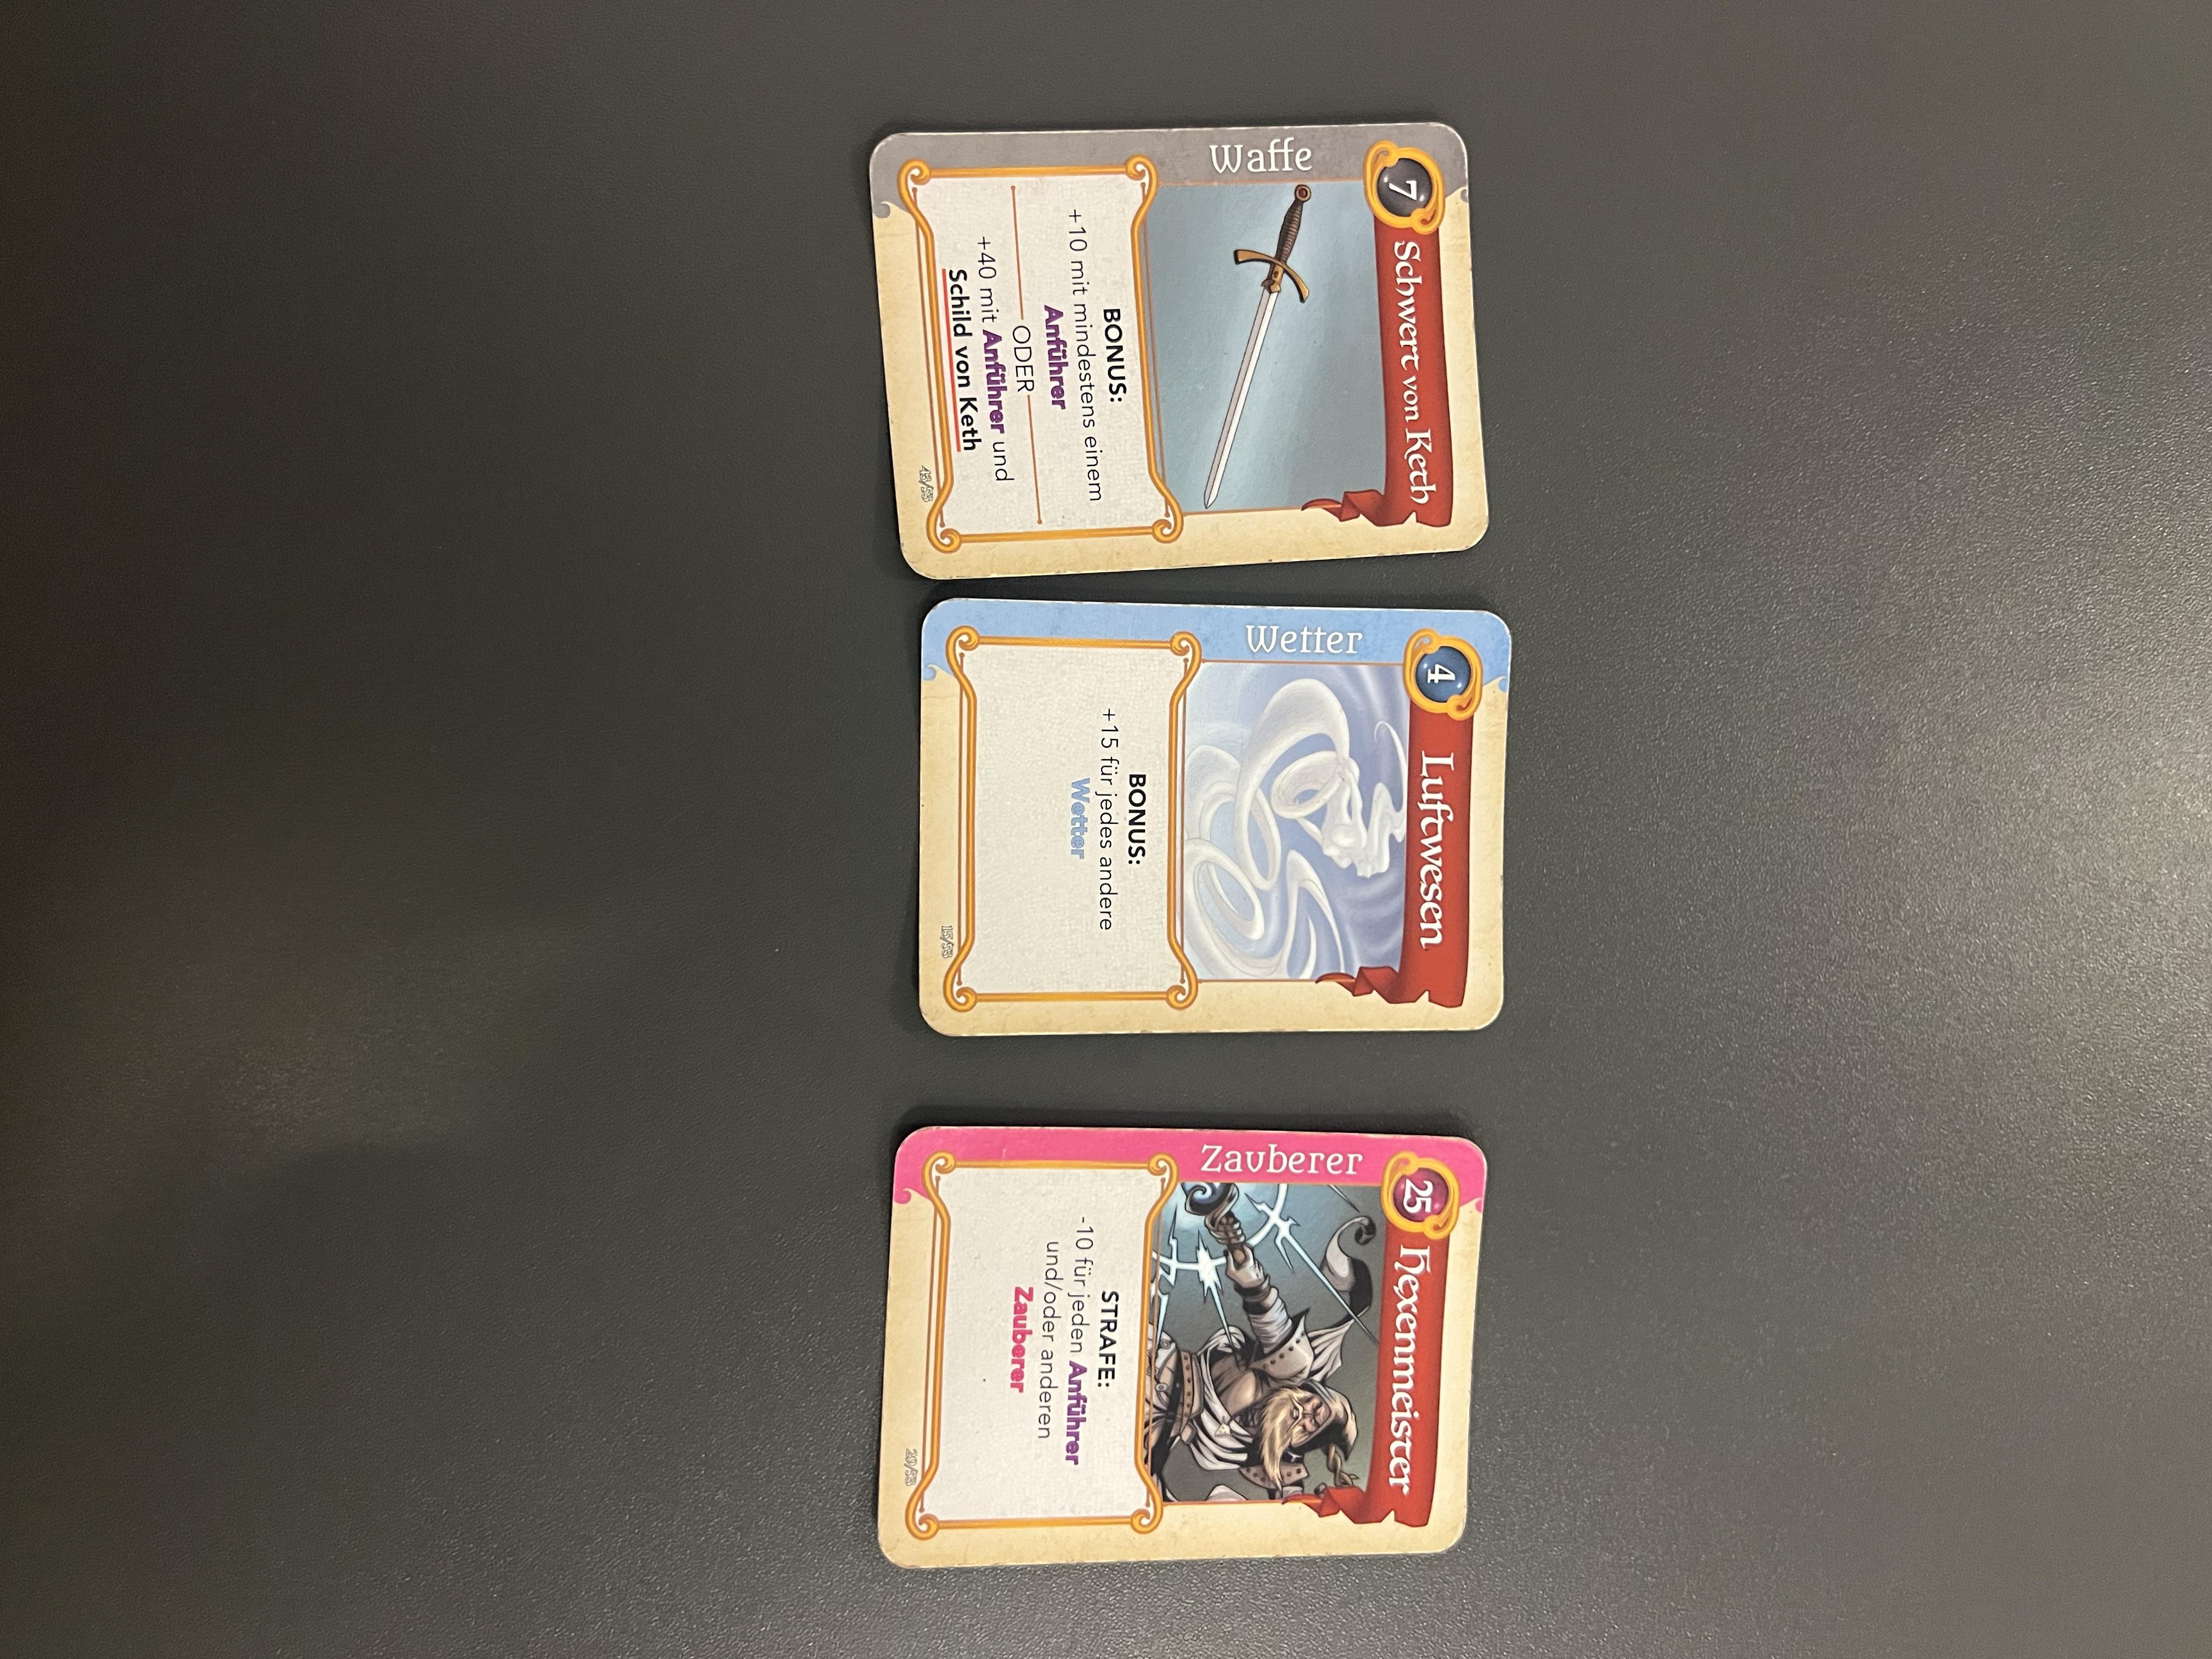 7
Schwert von Keth
Waffe
BONUS:
+10 mit mindestens einem
Anführer
ODER
+40 mit Anführer und
Schild von Keth
4
Luftwesen
Wetter
BONUS:
+15 für jedes andere
Wetter
15/53
25
Hexenmeister
Zauberer
STRAFE:
-10 für jeden Anführer
und/oder anderen
Zauberer